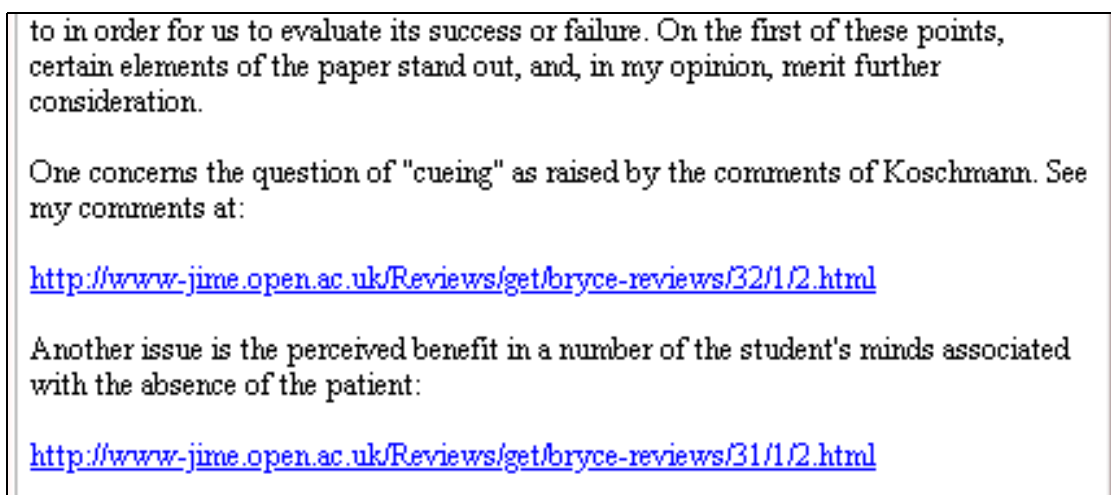 to in order for us to evaluate its success or failure. On the first of these points,
certain elements of the paper stand out, and, in my opinion, merit further
consideration.
One concerns the question of "cueing" as raised by the comments of Koschmann. See
my comments at:
http://www-jime.open.ac.uk/Reviews/get/bryce-reviews/32/1/2.html
Another issue is the perceived benefit in a number of the student's minds associated
with the absence of the patient:
http://www-jime.open.ac.uk/Reviews/get/bryce-reviews/31/1/2.html